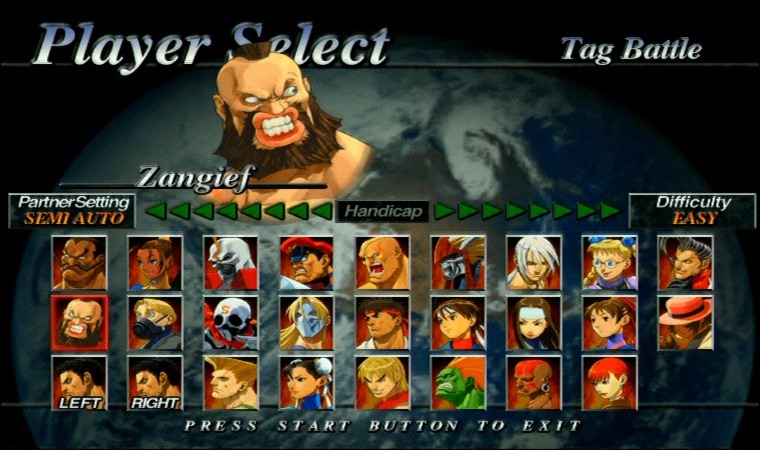 Player Select
Tag Battle
Zangief
PartnerSetting
SEMI AUTO
Handicap
Difficulty
EASY
LEFT
RIGHT
PRESS START BUTTON TO EXIT